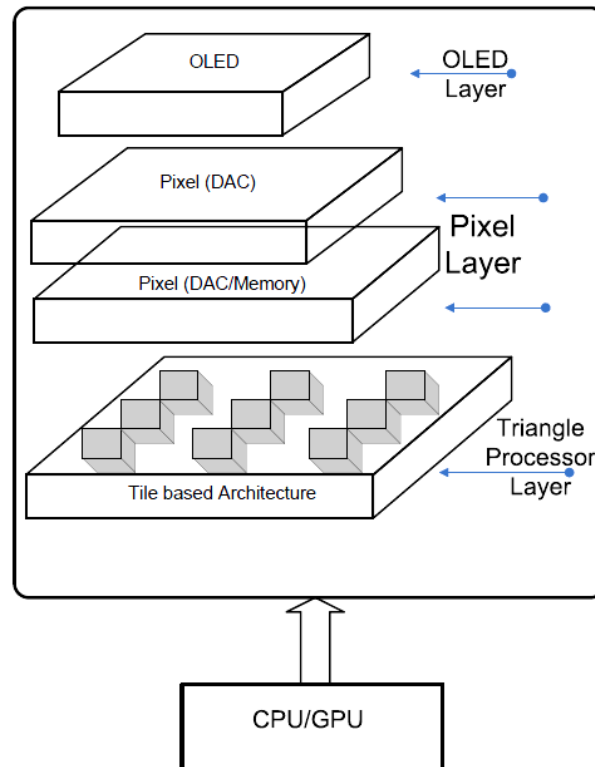 OLED
OLED
Layer
Pixel (DAC)
Pixel
Layer
Pixel (DAC/Memory)
Triangle
Processor
Layer
Tile based Architecture
CPU/GPU